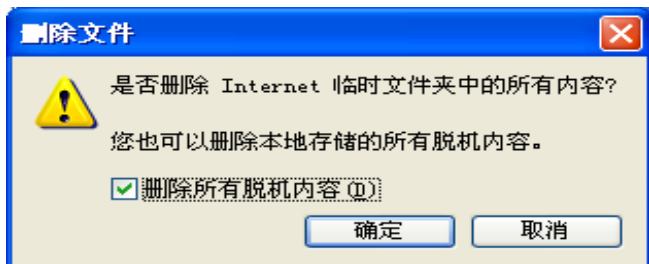 删除文件
是否删除 Internet 临时文件夹中的所有内容?
您也可以删除本地存储的所有脱机内容。
删除所有脱机内容(D)
确定 取消